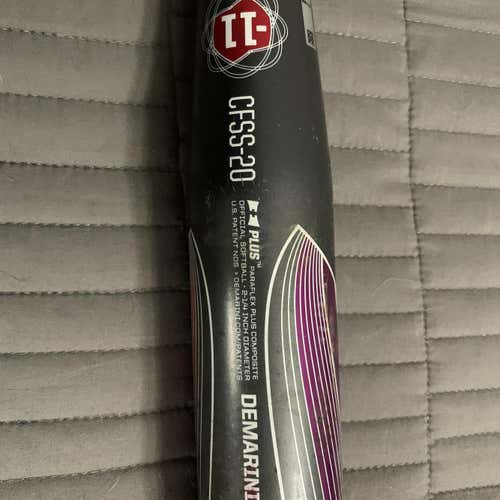 -11
CFSS-20
PLUS™
PARAFLEX PLUS COMPOSITE
OFFICIAL SOFTBALL · 2-1/4 INCH DIAMETER
U.S. PATENT NOS > DEMARINI.COM/PATENTS
DEMARINI